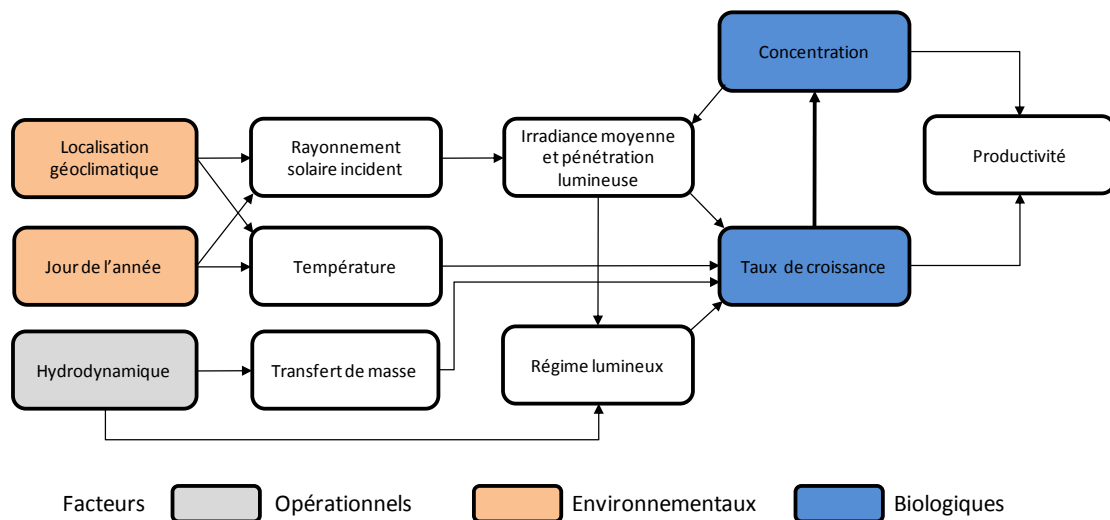 Concentration
Localisation
géoclimatique
Rayonnement
solaire incident
Irradiance moyenne
et pénétration
lumineuse
Productivité
Jour de l'année
Température
Taux de croissance
Hydrodynamique
Transfert de masse
Régime lumineux
Facteurs
Opérationnels
Environnementaux
Biologiques